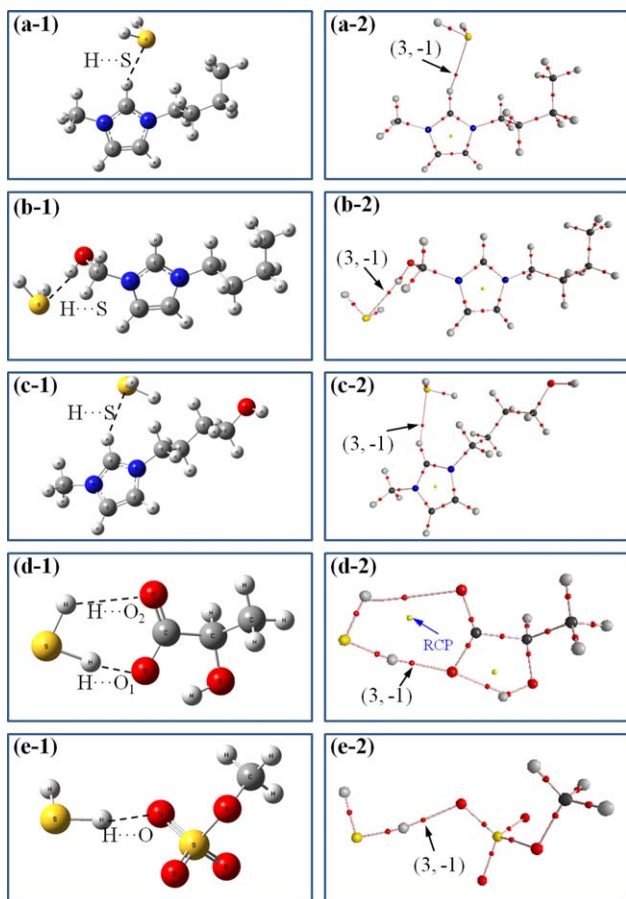 (a-1)
H···S
(a-2)
(3, -1)
(b-1)
H···S
(b-2)
(3, -1)
(c-1)
H···S
(c-2)
(3, -1)
(d-1)
H···O₂
H···O₁
(d-2)
RCP
(3, -1)
(e-1)
H···O
(e-2)
(3, -1)